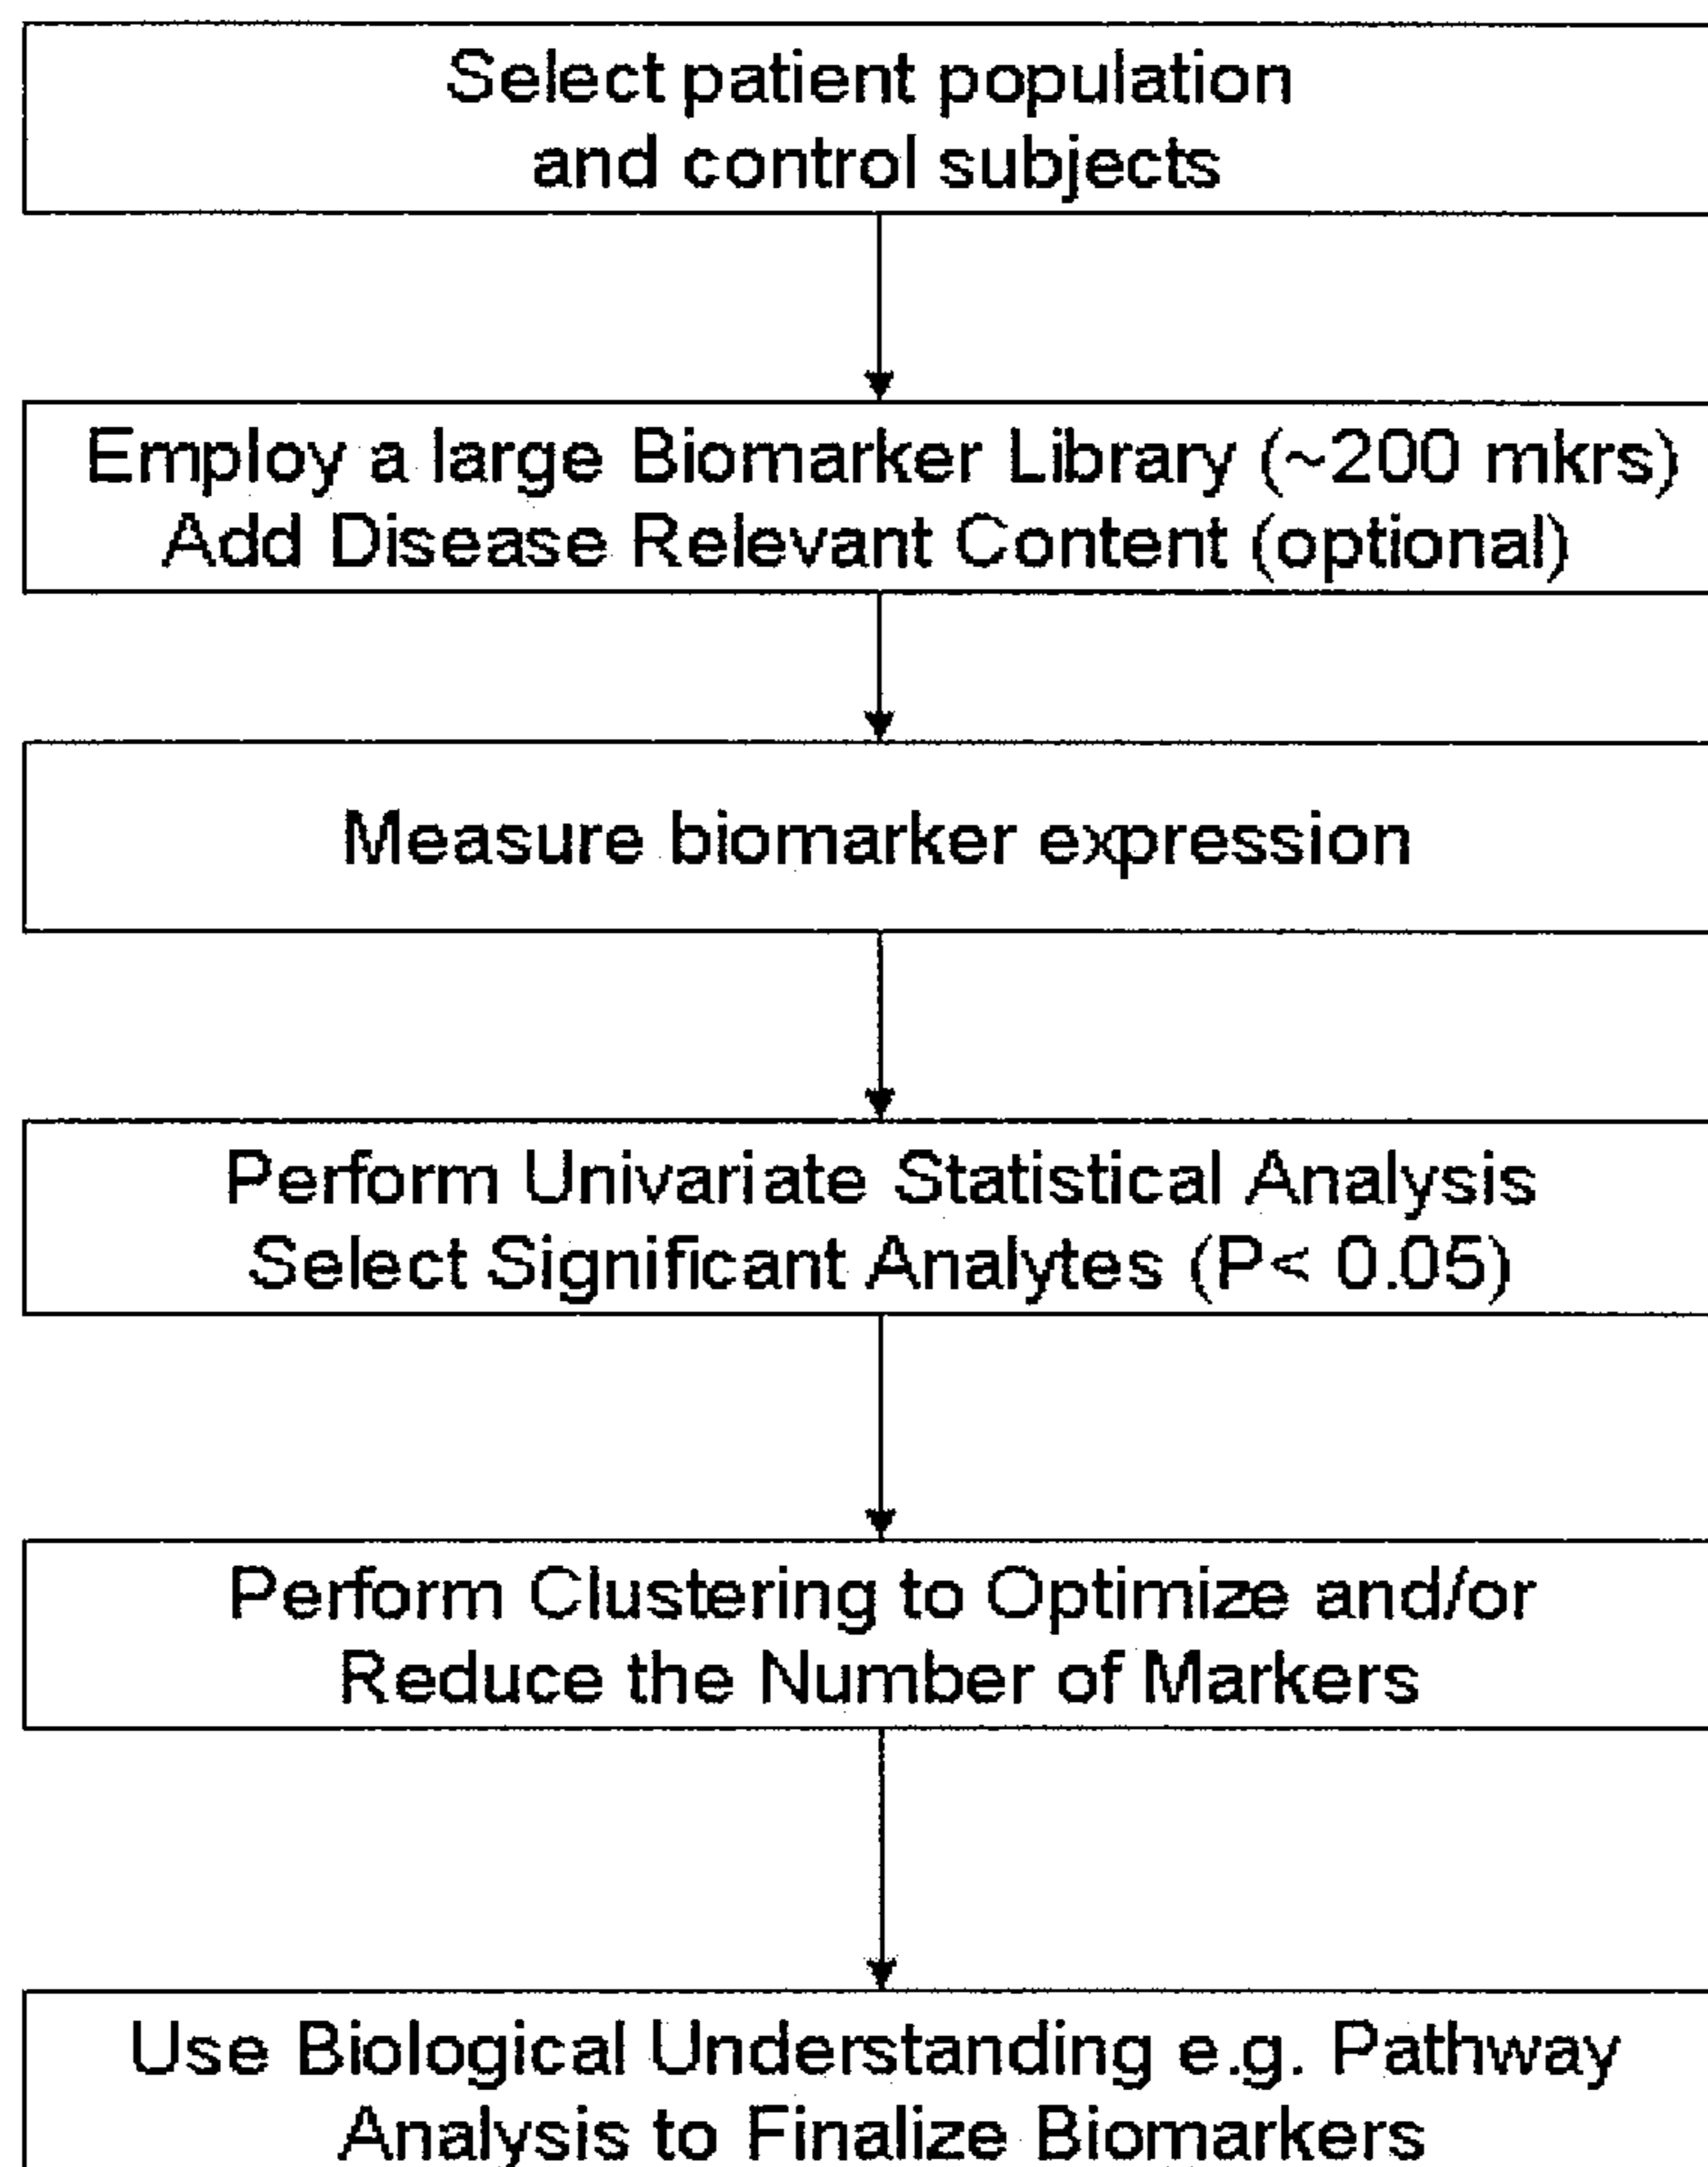 Select patient population
and control subjects
Employ a large Biomarker Library (~200 mkrs)
Add Disease Relevant Content (optional)
Measure biomarker expression
Perform Univariate Statistical Analysis
Select Significant Analytes (P< 0.05)
Perform Clustering to Optimize and/or
Reduce the Number of Markers
Use Biological Understanding e.g. Pathway
Analysis to Finalize Biomarkers